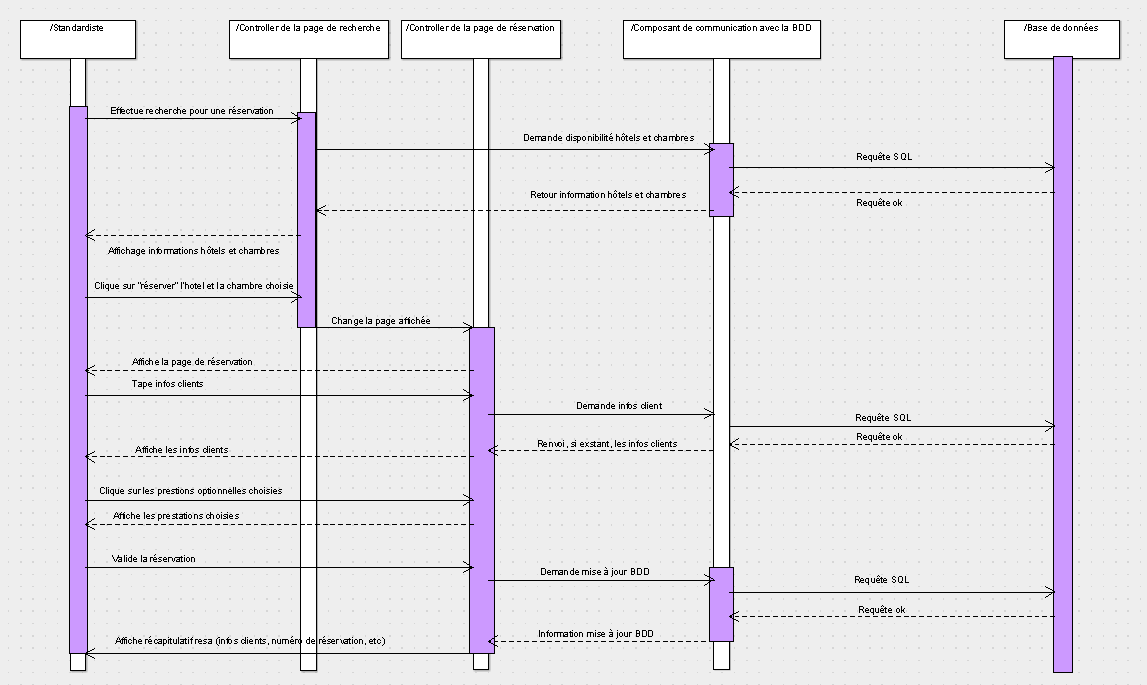 /Standardiste
/Controller de la page de recherche
/Controller de la page de réservation
/Composant de communication avec la BDD
/Base de données
Effectue recherche pour une réservation
Demande disponibilité hôtels et chambres
Requête SQL
Retour information hôtels et chambres
Requête ok
Affichage informations hôtels et chambres
Clique sur "réserver" l'hotel et la chambre choisie
Change la page affichée
Affiche la page de réservation
Tape infos clients
Demande infos client
Requête SQL
Requête ok
Renvoi, si existant, les infos clients
Affiche les infos clients
Clique sur les prestions optionnelles choisies
Affiche les prestations choisies
Valide la réservation
Demande mise à jour BDD
Requête SQL
Requête ok
Information mise à jour BDD
Affiche récapitulatif resa (infos clients, numéro de réservation, etc)